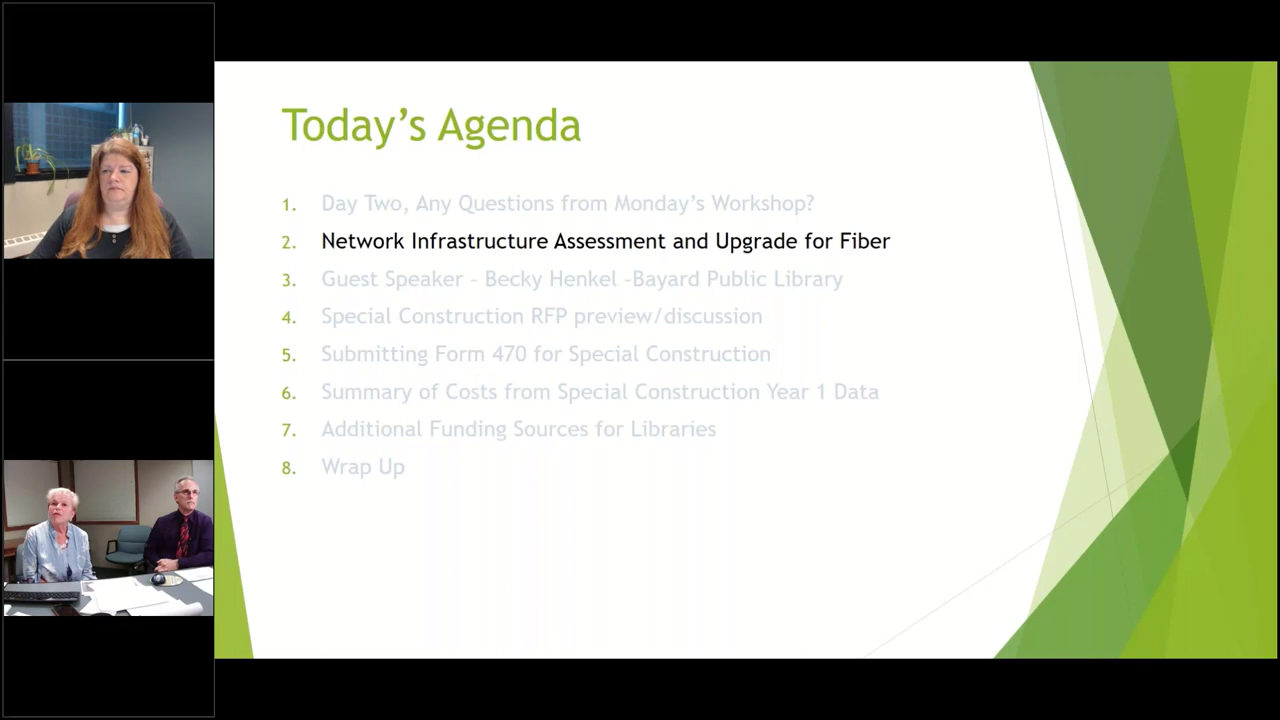 Today's Agenda
1. Day Two, Any Questions from Monday's Workshop?
2. Network Infrastructure Assessment and Upgrade for Fiber
3. Guest Speaker – Becky Henkel –Bayard Public Library
4. Special Construction RFP preview/discussion
5. Submitting Form 470 for Special Construction
6. Summary of Costs from Special Construction Year 1 Data
7. Additional Funding Sources for Libraries
8. Wrap Up